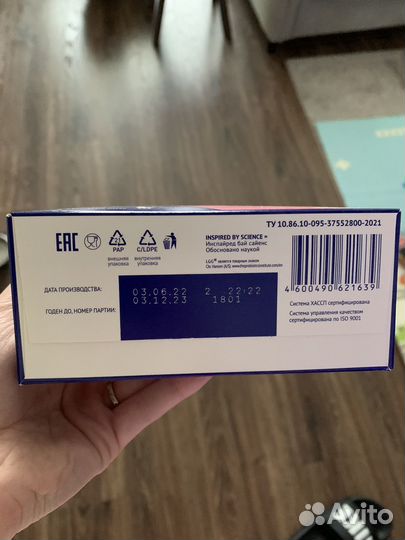 ТУ 10.86.10-095-37552800-2021
EAC
21
PAP
C/LDPE
внешняя упаковка
внутренняя упаковка
INSPIRED BY SCIENCE =
Инспайред бай сайенс
Обосновано наукой
LGG® является товарным знаком
ДАТА ПРОИЗВОДСТВА:
03.06.22 2 22:22
ГОДЕН ДО, НОМЕР ПАРТИИ:
03.12.23 1801
4 600490 621639
Система ХАССП сертифицирована
Система управления качеством
сертифицирована по ISO 9001
Avito